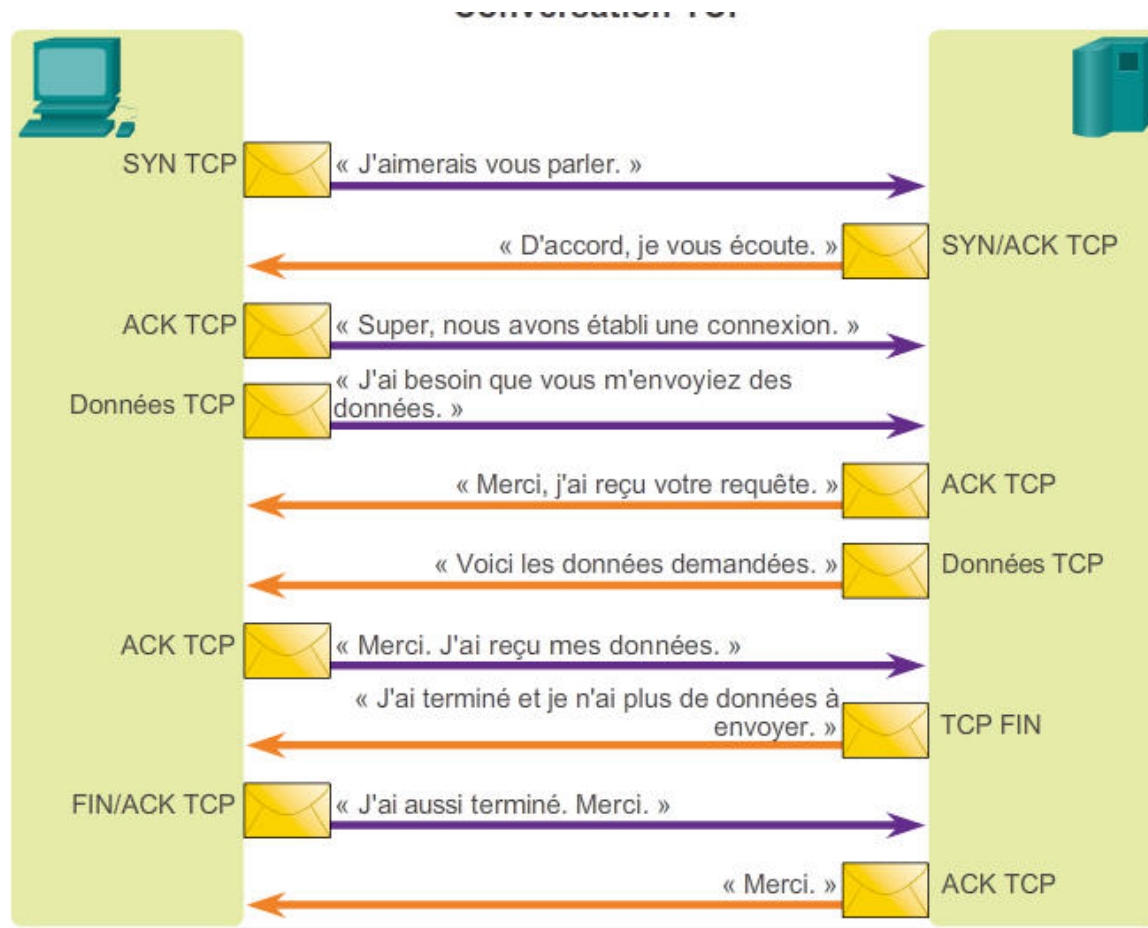 Conversation TCP
SYN TCP
« J'aimerais vous parler. »
« D'accord, je vous écoute. »
SYN/ACK TCP
ACK TCP
« Super, nous avons établi une connexion. »
Données TCP
« J'ai besoin que vous m'envoyiez des
données. »
« Merci, j'ai reçu votre requête. »
ACK TCP
« Voici les données demandées. »
Données TCP
ACK TCP
« Merci. J'ai reçu mes données. »
« J'ai terminé et je n'ai plus de données à
envoyer. »
TCP FIN
FIN/ACK TCP
« J'ai aussi terminé. Merci. »
« Merci. »
ACK TCP